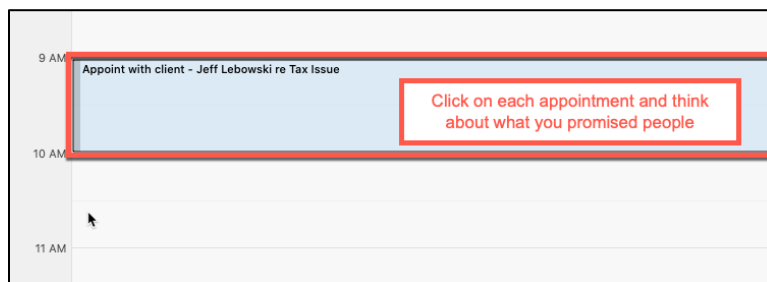 9 AM
Appoint with client - Jeff Lebowski re Tax Issue
Click on each appointment and think
about what you promised people
10 AM
11 AM